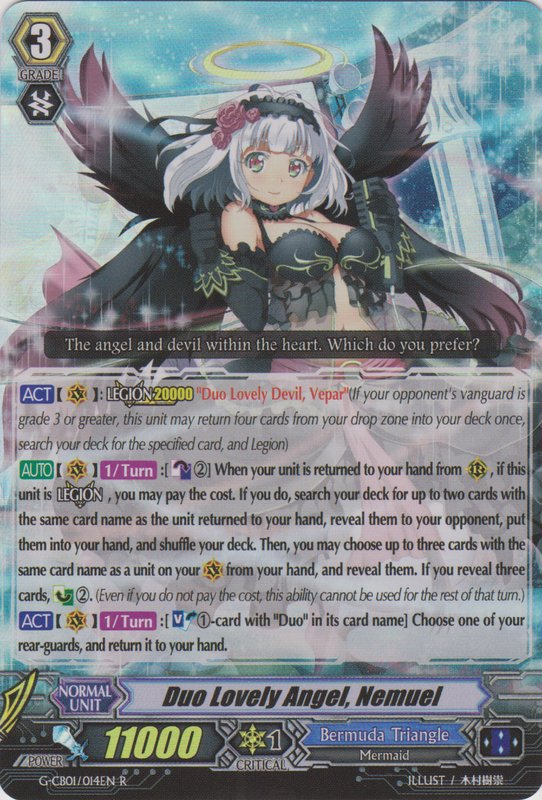 3
GRADE
The angel and devil within the heart. Which do you prefer?
ACT【】: LEGION 20000 "Duo Lovely Devil, Vepar"(If your opponent's vanguard is
grade 3 or greater, this unit may return four cards from your drop zone into your deck once,
search your deck for the specified card, and Legion)
AUTO【】1/Turn :[②] When your unit is returned to your hand from R, if this
unit is LEGION, you may pay the cost. If you do, search your deck for up to two cards with
the same card name as the unit returned to your hand, reveal them to your opponent, put
them into your hand, and shuffle your deck. Then, you may choose up to three cards with the
same card name as a unit on your from your hand, and reveal them. If you reveal three
cards, ②. (Even if you do not pay the cost, this ability cannot be used for the rest of that turn.)
ACT【】1/Turn :[V①-card with "Duo" in its card name] Choose one of your
rear-guards, and return it to your hand.
NORMAL
UNIT
Duo Lovely Angel, Nemuel
POWER
11000
1
CRITICAL
Bermuda Triangle
Mermaid
G-CB01/014EN R
ILLUST / 木村樹崇